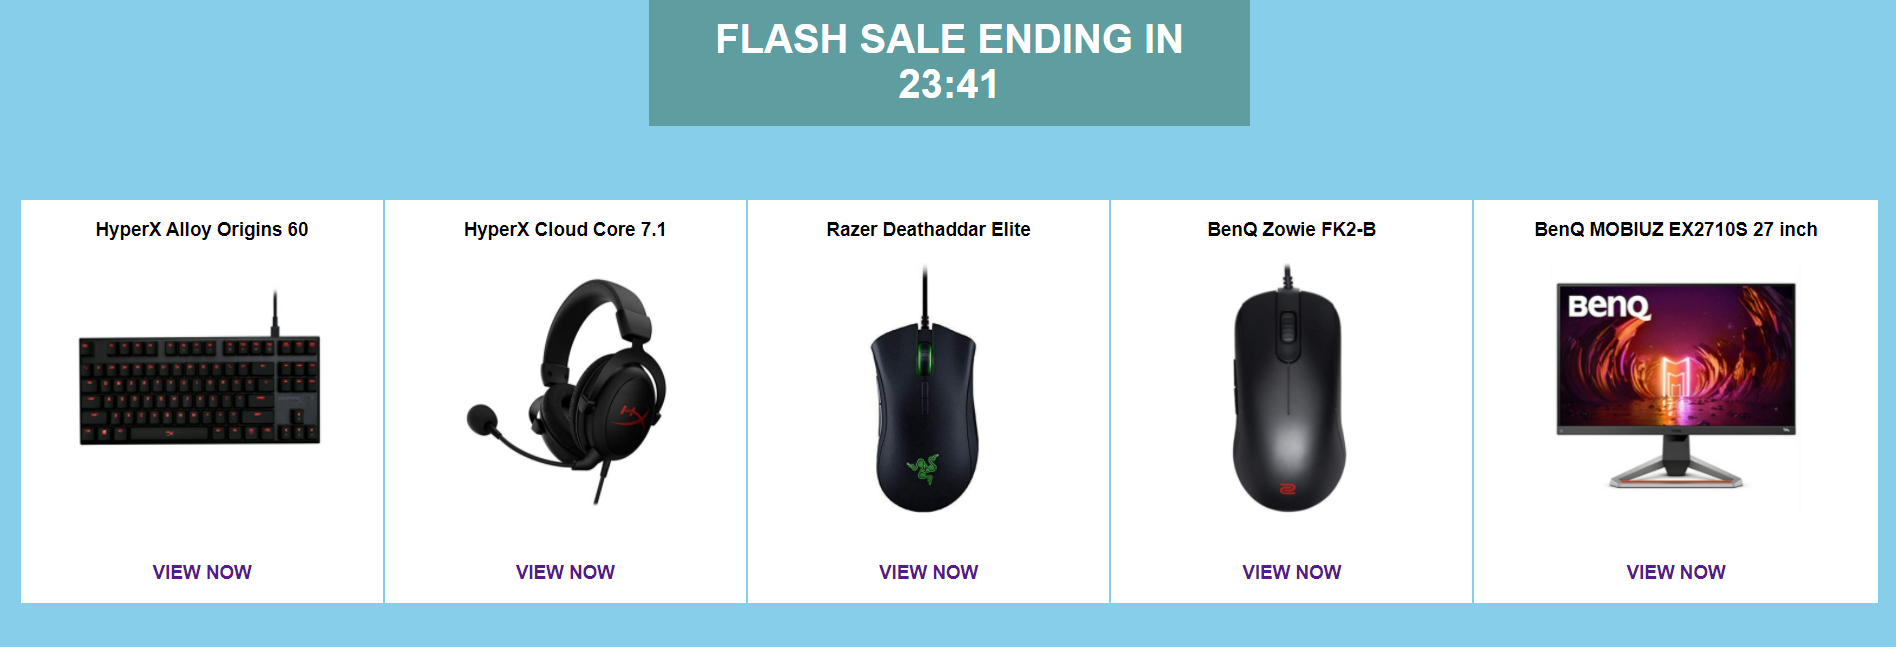 FLASH SALE ENDING IN
23:41
HyperX Alloy Origins 60
HyperX Cloud Core 7.1
Razer Deathaddar Elite
BenQ Zowie FK2-B
BenQ MOBIUZ EX2710S 27 inch
BenQ
VIEW NOW
VIEW NOW
VIEW NOW
VIEW NOW
VIEW NOW